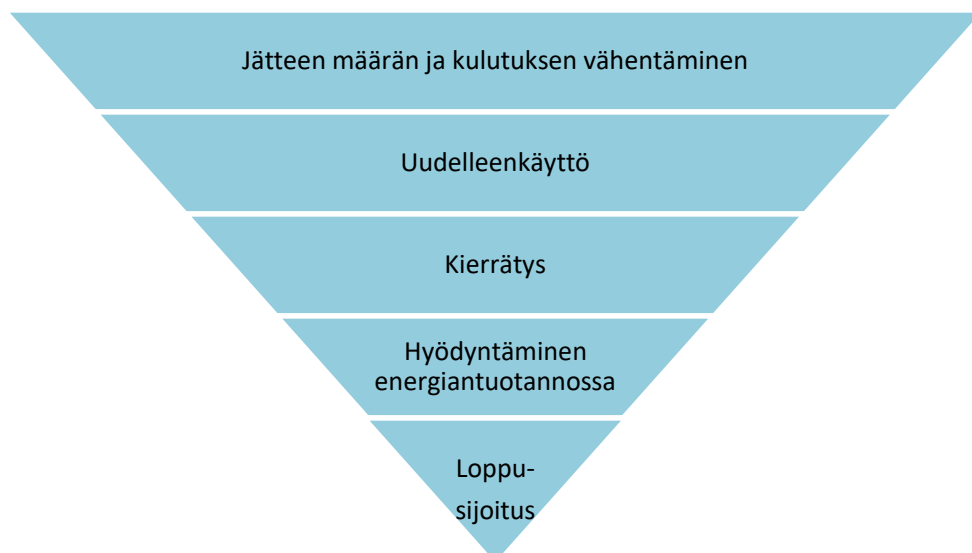 Jätteen määrän ja kulutuksen vähentäminen
Uudelleenkäyttö
Kierrätys
Hyödyntäminen
energiantuotannossa
Loppu-
sijoitus